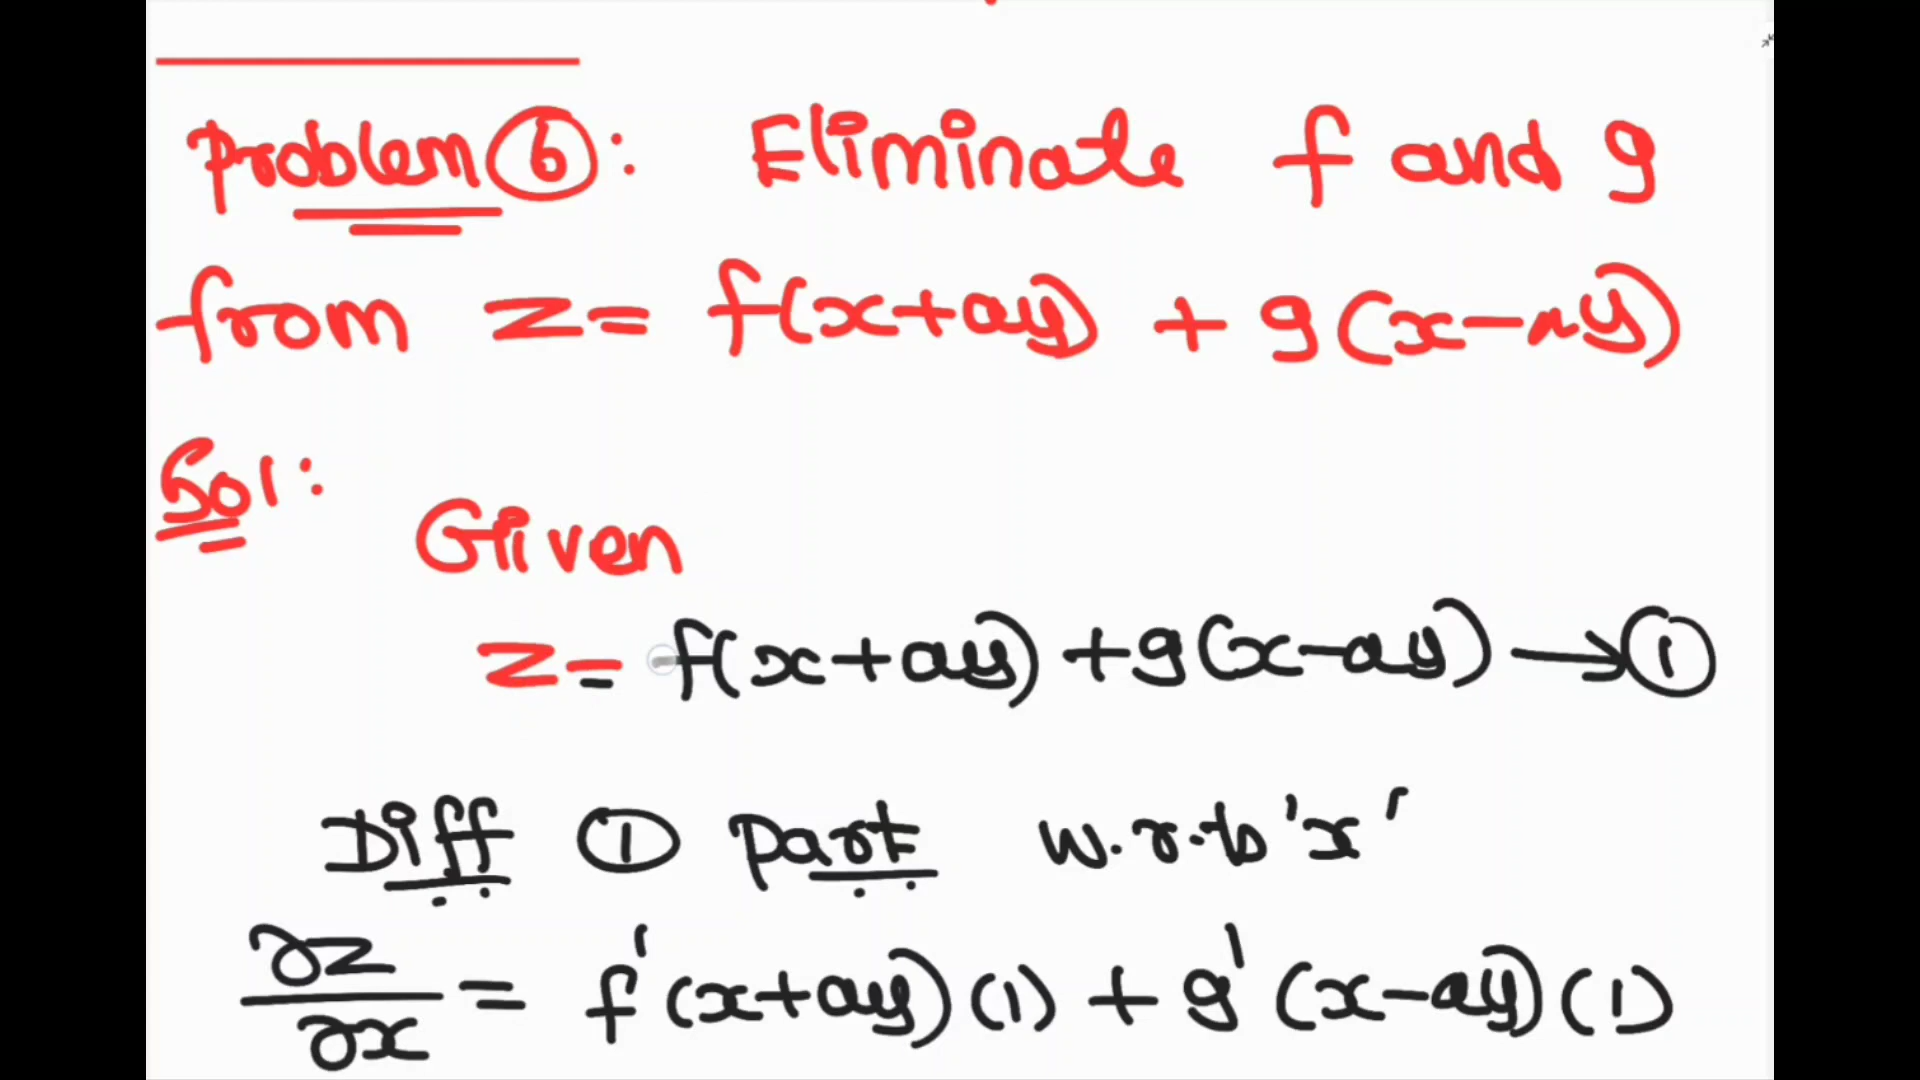 Problem ⑥: Eliminate f and g
from z = f(x+ay) + g(x-ay)
Sol:
Given
z = f(x+ay) + g(x-ay) → ①
Diff ① part w.r.to 'x'
∂z/∂x = f'(x+ay)(1) + g'(x-ay)(1)